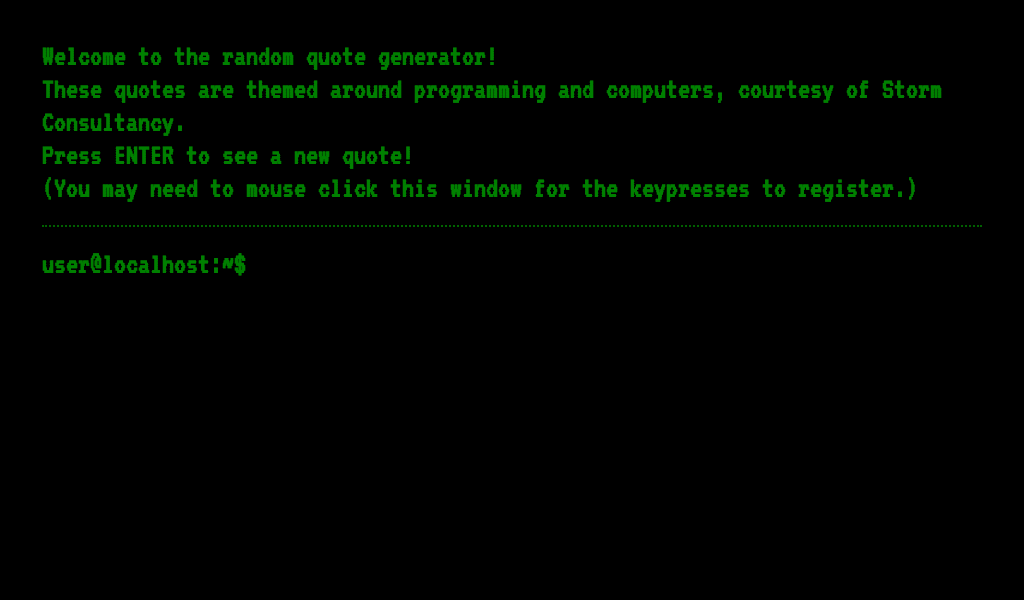 Welcome to the random quote generator!
These quotes are themed around programming and computers, courtesy of Storm
Consultancy.
Press ENTER to see a new quote!
(You may need to mouse click this window for the keypresses to register.)
user@localhost:~$